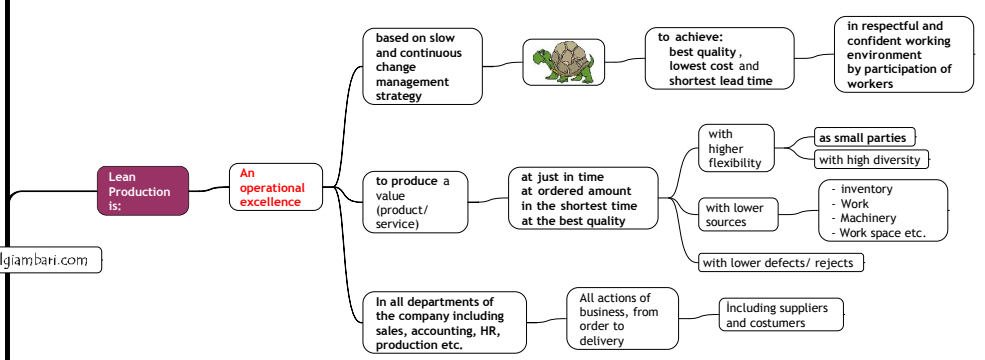 Lean
Production
is:
An
operational
excellence
based on slow
and continuous
change
management
strategy
to achieve:
best quality ,
lowest cost and
shortest lead time
in respectful and
confident working
environment
by participation of
workers
to produce a
value
(product/
service)
at just in time
at ordered amount
in the shortest time
at the best quality
with
higher
flexibility
as small parties
with high diversity
with lower
sources
- inventory
- Work
- Machinery
- Work space etc.
with lower defects/ rejects
In all departments of
the company including
sales, accounting, HR,
production etc.
All actions of
business, from
order to
delivery
İncluding suppliers
and costumers
lgiambari.com